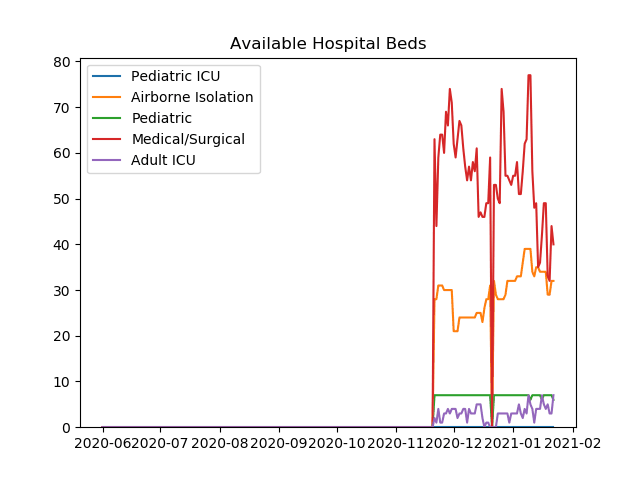 Available Hospital Beds
80
70
60
50
40
30
20
10
0
Pediatric ICU
Airborne Isolation
Pediatric
Medical/Surgical
Adult ICU
2020-06 2020-07 2020-08 2020-09 2020-10 2020-11 2020-12 2021-01 2021-02